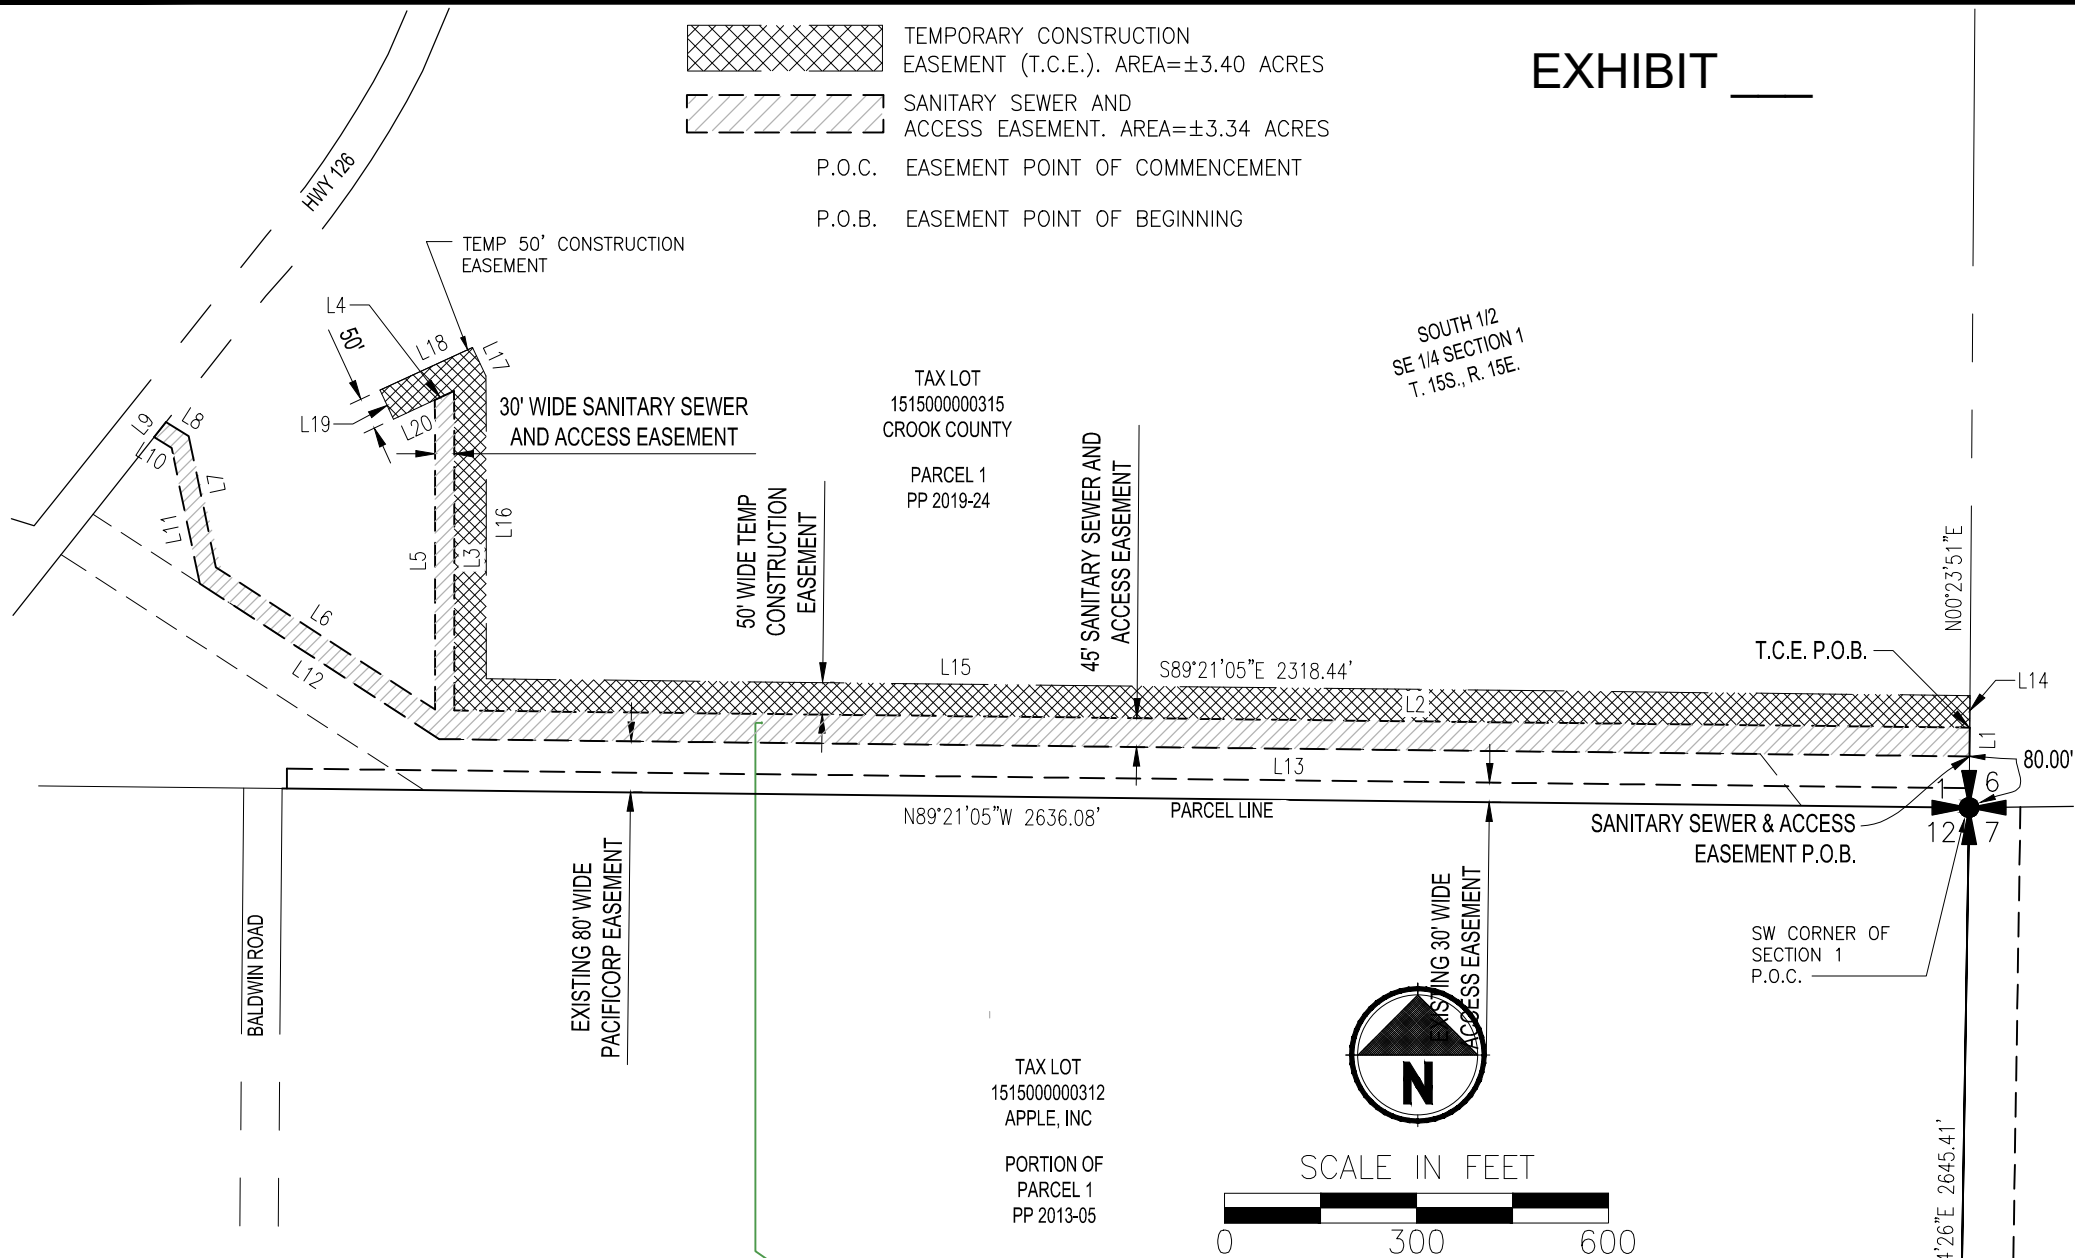 EXHIBIT ___
TEMPORARY CONSTRUCTION
EASEMENT (T.C.E.). AREA=±3.40 ACRES
SANITARY SEWER AND
ACCESS EASEMENT. AREA=±3.34 ACRES
P.O.C. EASEMENT POINT OF COMMENCEMENT
P.O.B. EASEMENT POINT OF BEGINNING
HWY 126
TEMP 50' CONSTRUCTION
EASEMENT
L4
50'
L18
L17
L19
L20
30' WIDE SANITARY SEWER
AND ACCESS EASEMENT
TAX LOT
1515000000315
CROOK COUNTY
PARCEL 1
PP 2019-24
SOUTH 1/2
SE 1/4 SECTION 1
T. 15S., R. 15E.
L9
L8
L10
L7
L11
L6
L12
L5
L3
L16
50' WIDE TEMP
CONSTRUCTION
EASEMENT
45' SANITARY SEWER AND
ACCESS EASEMENT
N00°23'51"E
T.C.E. P.O.B.
L14
L15
S89°21'05"E 2318.44'
L2
L1
80.00'
L13
1
6
12
7
N89°21'05"W 2636.08'
PARCEL LINE
SANITARY SEWER & ACCESS
EASEMENT P.O.B.
EXISTING 80' WIDE
PACIFICORP EASEMENT
EXISTING 30' WIDE
ACCESS EASEMENT
BALDWIN ROAD
SW CORNER OF
SECTION 1
P.O.C.
N
TAX LOT
1515000000312
APPLE, INC
PORTION OF
PARCEL 1
PP 2013-05
SCALE IN FEET
0 300 600
4'26"E 2645.41'